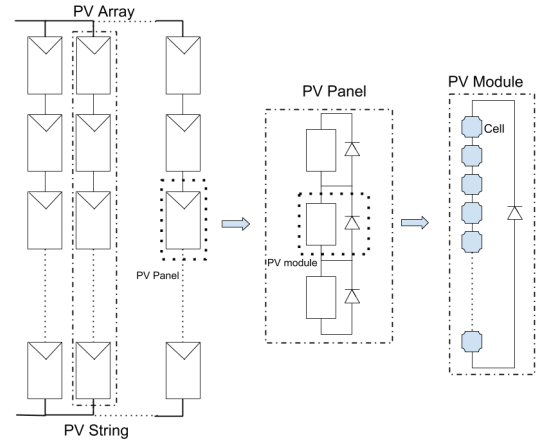 PV Array
PV Panel
PV Module
Cell
PV module
PV Panel
PV String